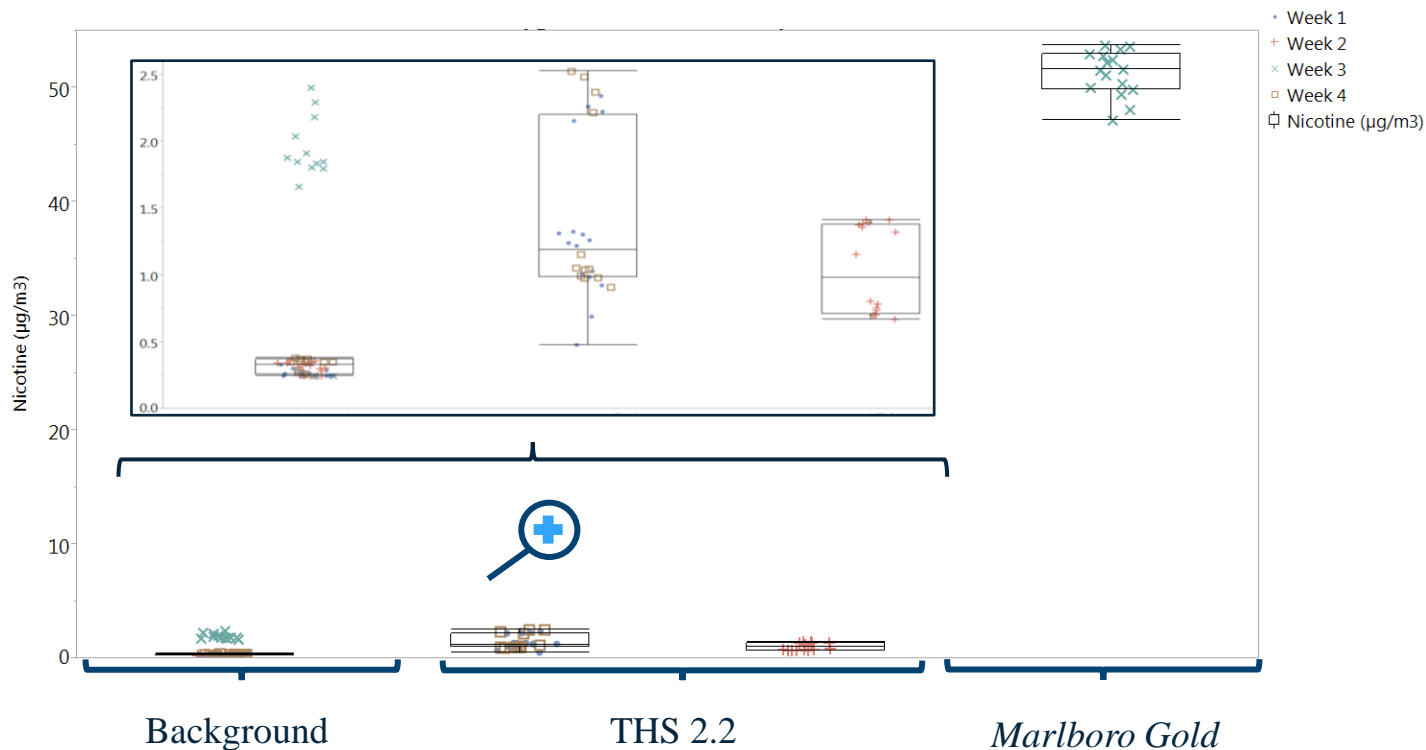 Week 1
Week 2
Week 3
Week 4
Nicotine (µg/m3)
Nicotine (µg/m3)
50
40
30
20
10
0
2.5
2.0
1.5
1.0
0.5
0.0
Background
THS 2.2
Marlboro Gold